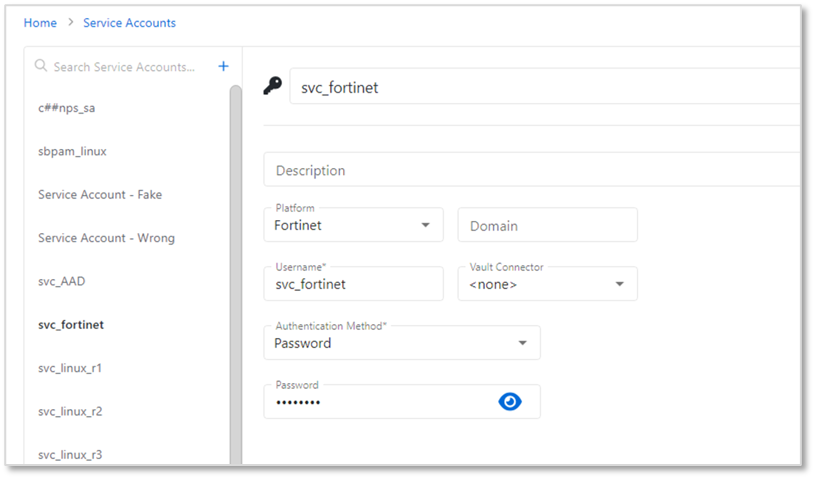 Home > Service Accounts
Search Service Accounts... +
c##nps_sa
sbpam_linux
Service Account - Fake
Service Account - Wrong
svc_AAD
svc_fortinet
svc_linux_r1
svc_linux_r2
svc_linux_r3
svc_fortinet
Description
Platform
Fortinet
Domain
Username*
svc_fortinet
Vault Connector
<none>
Authentication Method*
Password
Password
••••••••